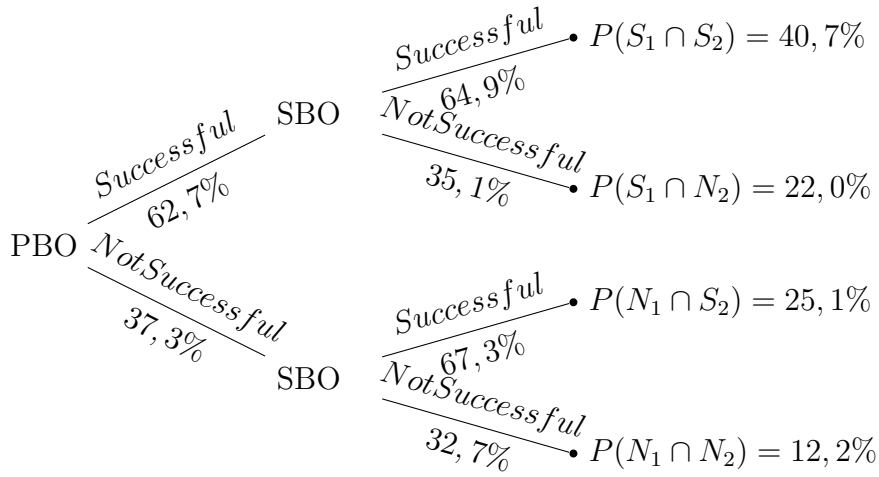 Successful
P(S₁ ∩ S₂) = 40, 7%
64, 9%
SBO
NotSuccessful
Successful
35, 1%
P(S₁ ∩ N₂) = 22, 0%
62, 7%
PBO
NotSuccessful
Successful
P(N₁ ∩ S₂) = 25, 1%
37, 3%
67, 3%
SBO
NotSuccessful
32, 7%
P(N₁ ∩ N₂) = 12, 2%